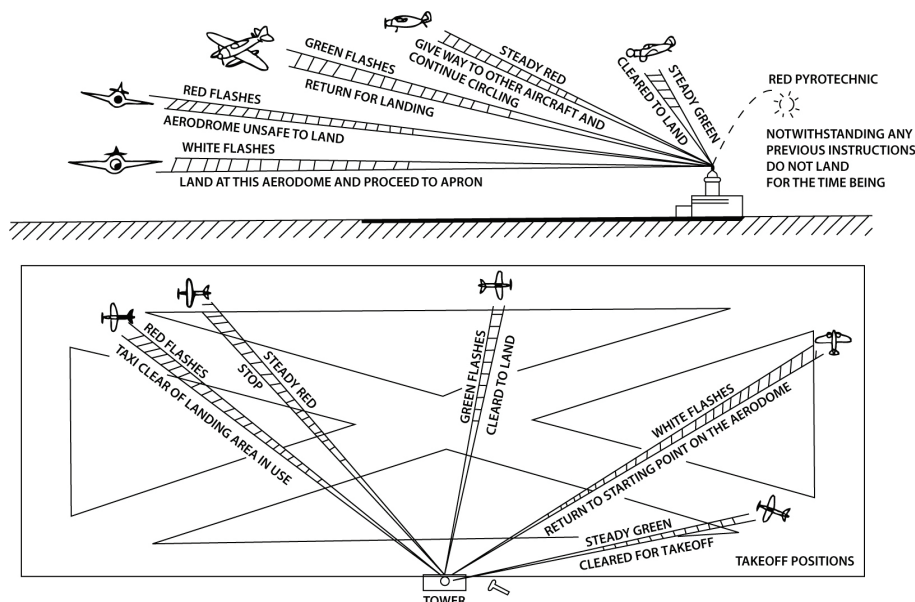 STEADY RED
GIVE WAY TO OTHER AIRCRAFT AND
CONTINUE CIRCLING
GREEN FLASHES
RETURN FOR LANDING
RED FLASHES
AERODROME UNSAFE TO LAND
WHITE FLASHES
LAND AT THIS AERODOME AND PROCEED TO APRON
STEADY GREEN
CLEARED TO LAND
RED PYROTECHNIC
NOTWITHSTANDING ANY
PREVIOUS INSTRUCTIONS
DO NOT LAND
FOR THE TIME BEING
RED FLASHES
TAXI CLEAR OF LANDING AREA IN USE
STEADY RED
STOP
GREEN FLASHES
CLEARD TO LAND
WHITE FLASHES
RETURN TO STARTING POINT ON THE AERODOME
STEADY GREEN
CLEARED FOR TAKEOFF
TAKEOFF POSITIONS
TOWER